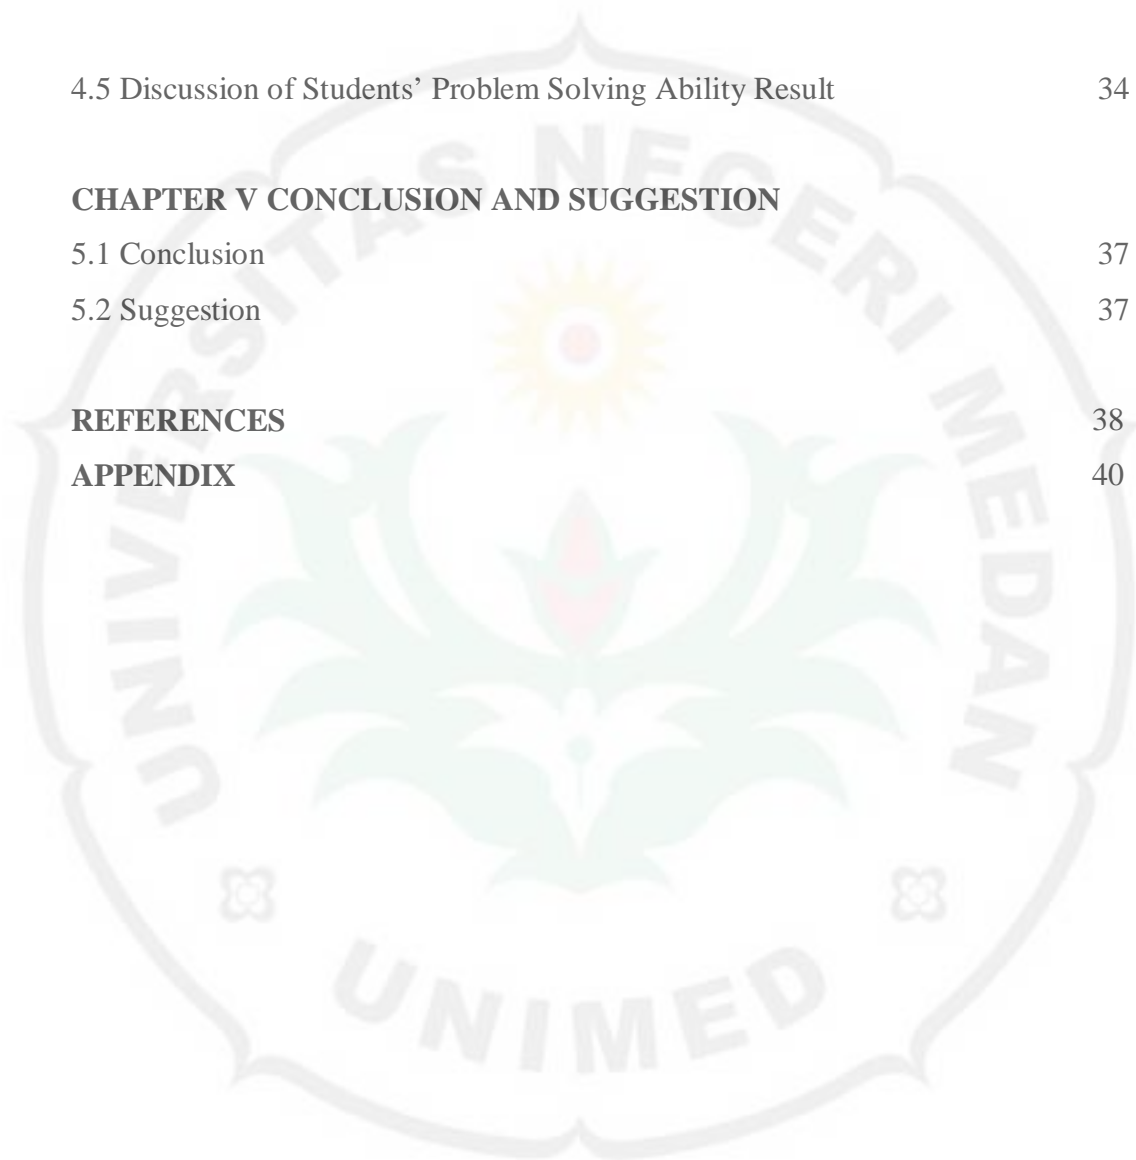 4.5 Discussion of Students’ Problem Solving Ability Result 34
CHAPTER V CONCLUSION AND SUGGESTION
5.1 Conclusion 37
5.2 Suggestion 37
REFERENCES 38
APPENDIX 40
UNIVERSITAS NEGERI MEDAN
UNIMED